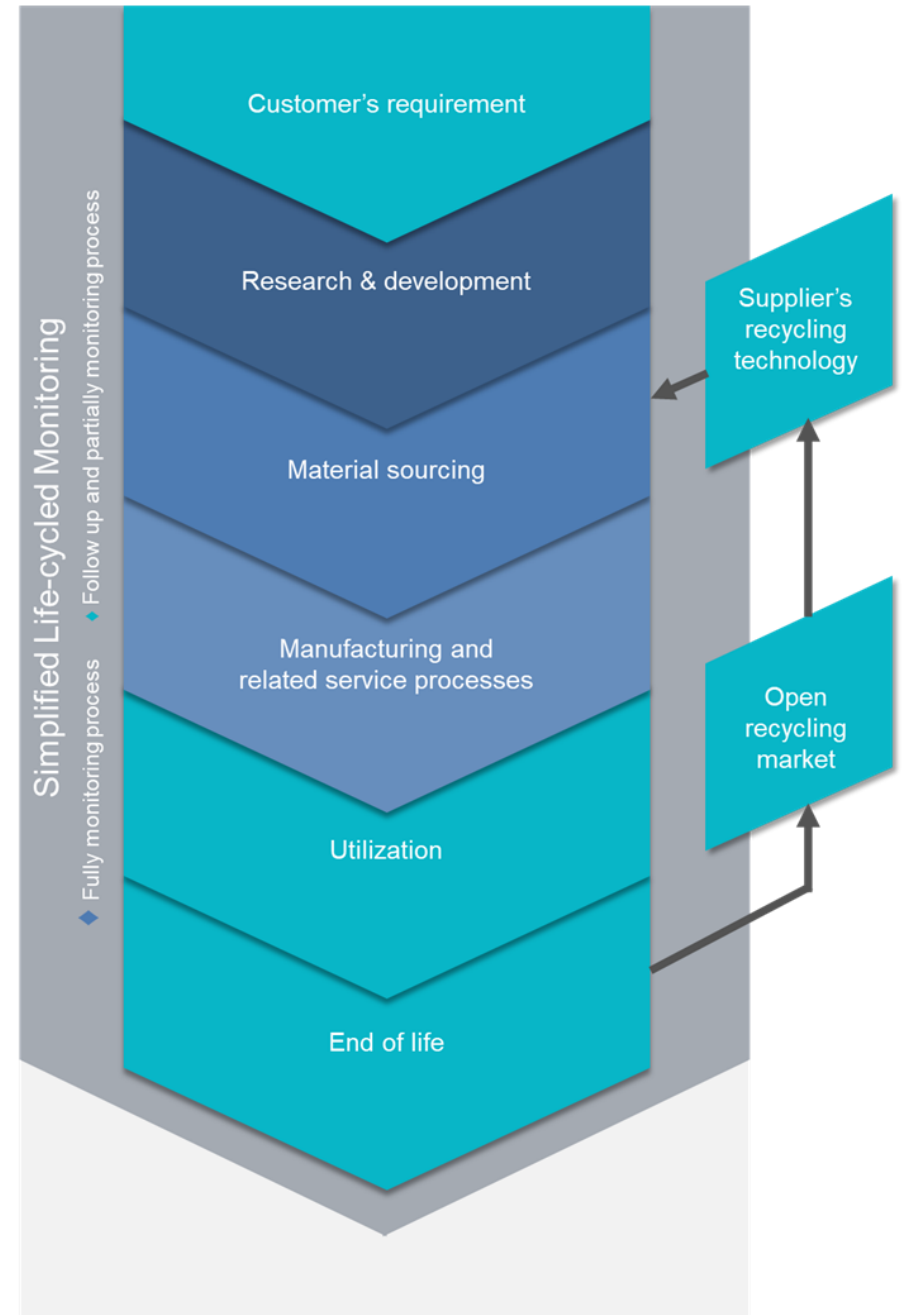 Simplified Life-cycled Monitoring
Fully monitoring process
Follow up and partially monitoring process
Customer’s requirement
Research & development
Material sourcing
Manufacturing and
related service processes
Utilization
End of life
Supplier’s
recycling
technology
Open
recycling
market